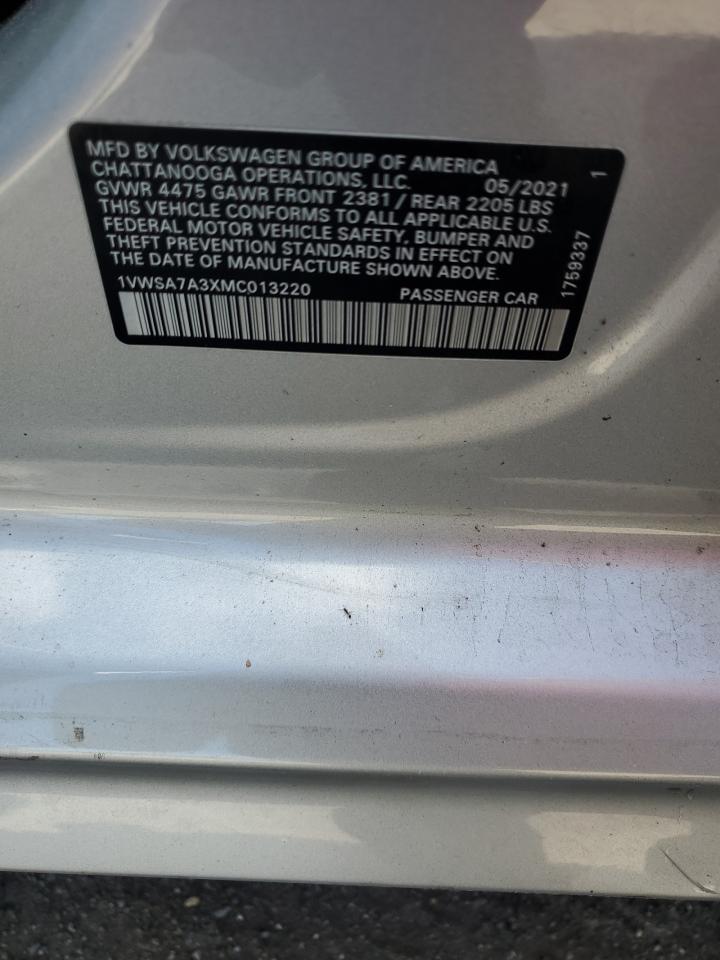 MFD BY VOLKSWAGEN GROUP OF AMERICA
CHATTANOOGA OPERATIONS, LLC. 05/2021
GVWR 4475 GAWR FRONT 2381 / REAR 2205 LBS
THIS VEHICLE CONFORMS TO ALL APPLICABLE U.S.
FEDERAL MOTOR VEHICLE SAFETY, BUMPER AND
THEFT PREVENTION STANDARDS IN EFFECT ON
THE DATE OF MANUFACTURE SHOWN ABOVE.
1VWSA7A3XMC013220 PASSENGER CAR
1759337 1